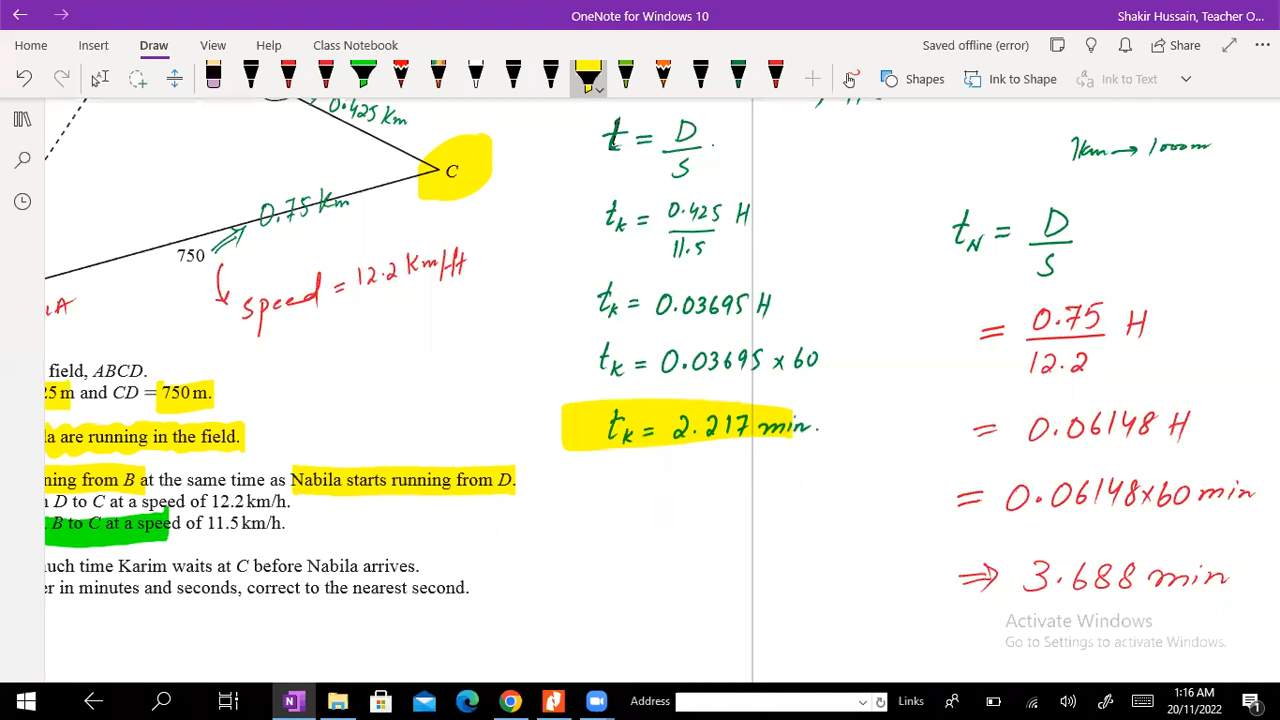 OneNote for Windows 10
Shakir Hussain, Teacher O...
Home Insert Draw View Help Class Notebook
Saved offline (error) Share
Shapes Ink to Shape Ink to Text
0.425 Km
C
0.75 Km
750
speed = 12.2 Km/H
field, ABCD.
25 m and CD = 750 m.
la are running in the field.
ning from B at the same time as Nabila starts running from D.
D to C at a speed of 12.2 km/h.
B to C at a speed of 11.5 km/h.
uch time Karim waits at C before Nabila arrives.
er in minutes and seconds, correct to the nearest second.
t = D/S
tK = 0.425/11.5 H
tK = 0.03695 H
tK = 0.03695 x 60
tK = 2.217 min.
1km → 1000m
tN = D/S
= 0.75/12.2 H
= 0.06148 H
= 0.06148x60 min
⇒ 3.688 min
Activate Windows
Go to Settings to activate Windows.
Address
Links
1:16 AM
20/11/2022